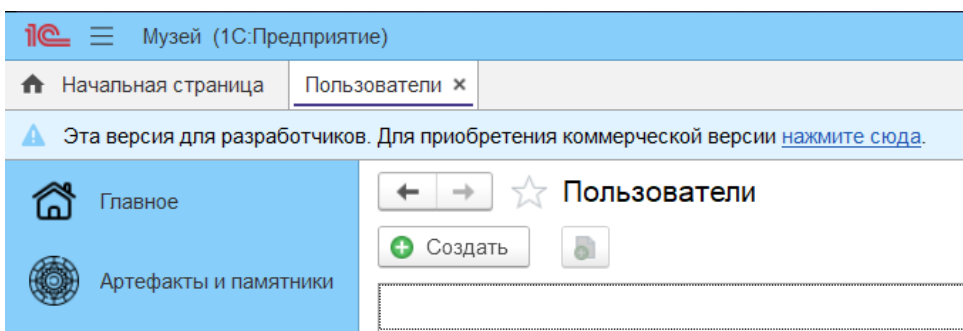 1С Музей (1С:Предприятие)
Начальная страница Пользователи ×
Эта версия для разработчиков. Для приобретения коммерческой версии нажмите сюда.
Главное
Пользователи
Создать
Артефакты и памятники